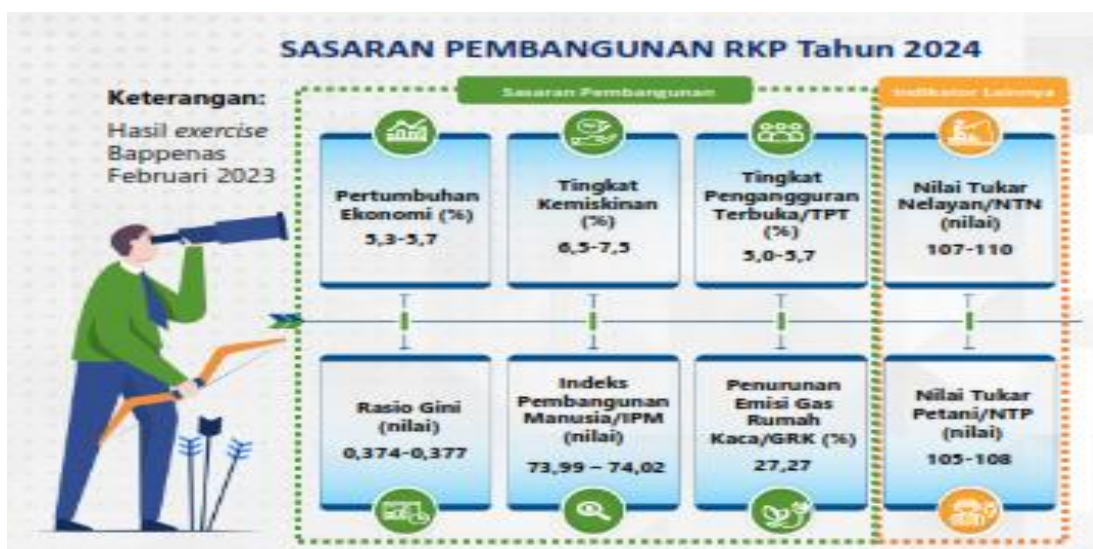 SASARAN PEMBANGUNAN RKP Tahun 2024
Keterangan:
Hasil exercise
Bappenas
Februari 2023
Sasaran Pembangunan
Indikator Lainnya
Pertumbuhan
Ekonomi (%)
5,3-5,7
Tingkat
Kemiskinan
(%)
6,5-7,5
Tingkat
Pengangguran
Terbuka/TPT
(%)
5,0-5,7
Nilai Tukar
Nelayan/NTN
(nilai)
107-110
Rasio Gini
(nilai)
0,374-0,377
Indeks
Pembangunan
Manusia/IPM
(nilai)
73,99 – 74,02
Penurunan
Emisi Gas
Rumah
Kaca/GRK (%)
27,27
Nilai Tukar
Petani/NTP
(nilai)
105-108